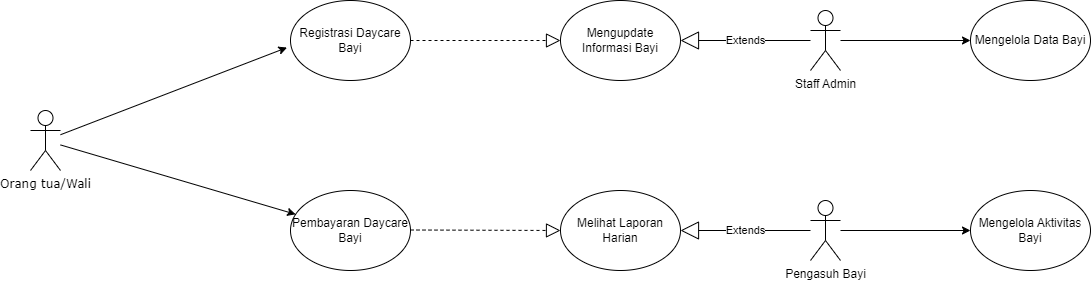 Registrasi Daycare
Bayi
Mengupdate
Informasi Bayi
Extends
Staff Admin
Mengelola Data Bayi
Orang tua/Wali
Pembayaran Daycare
Bayi
Melihat Laporan
Harian
Extends
Pengasuh Bayi
Mengelola Aktivitas
Bayi